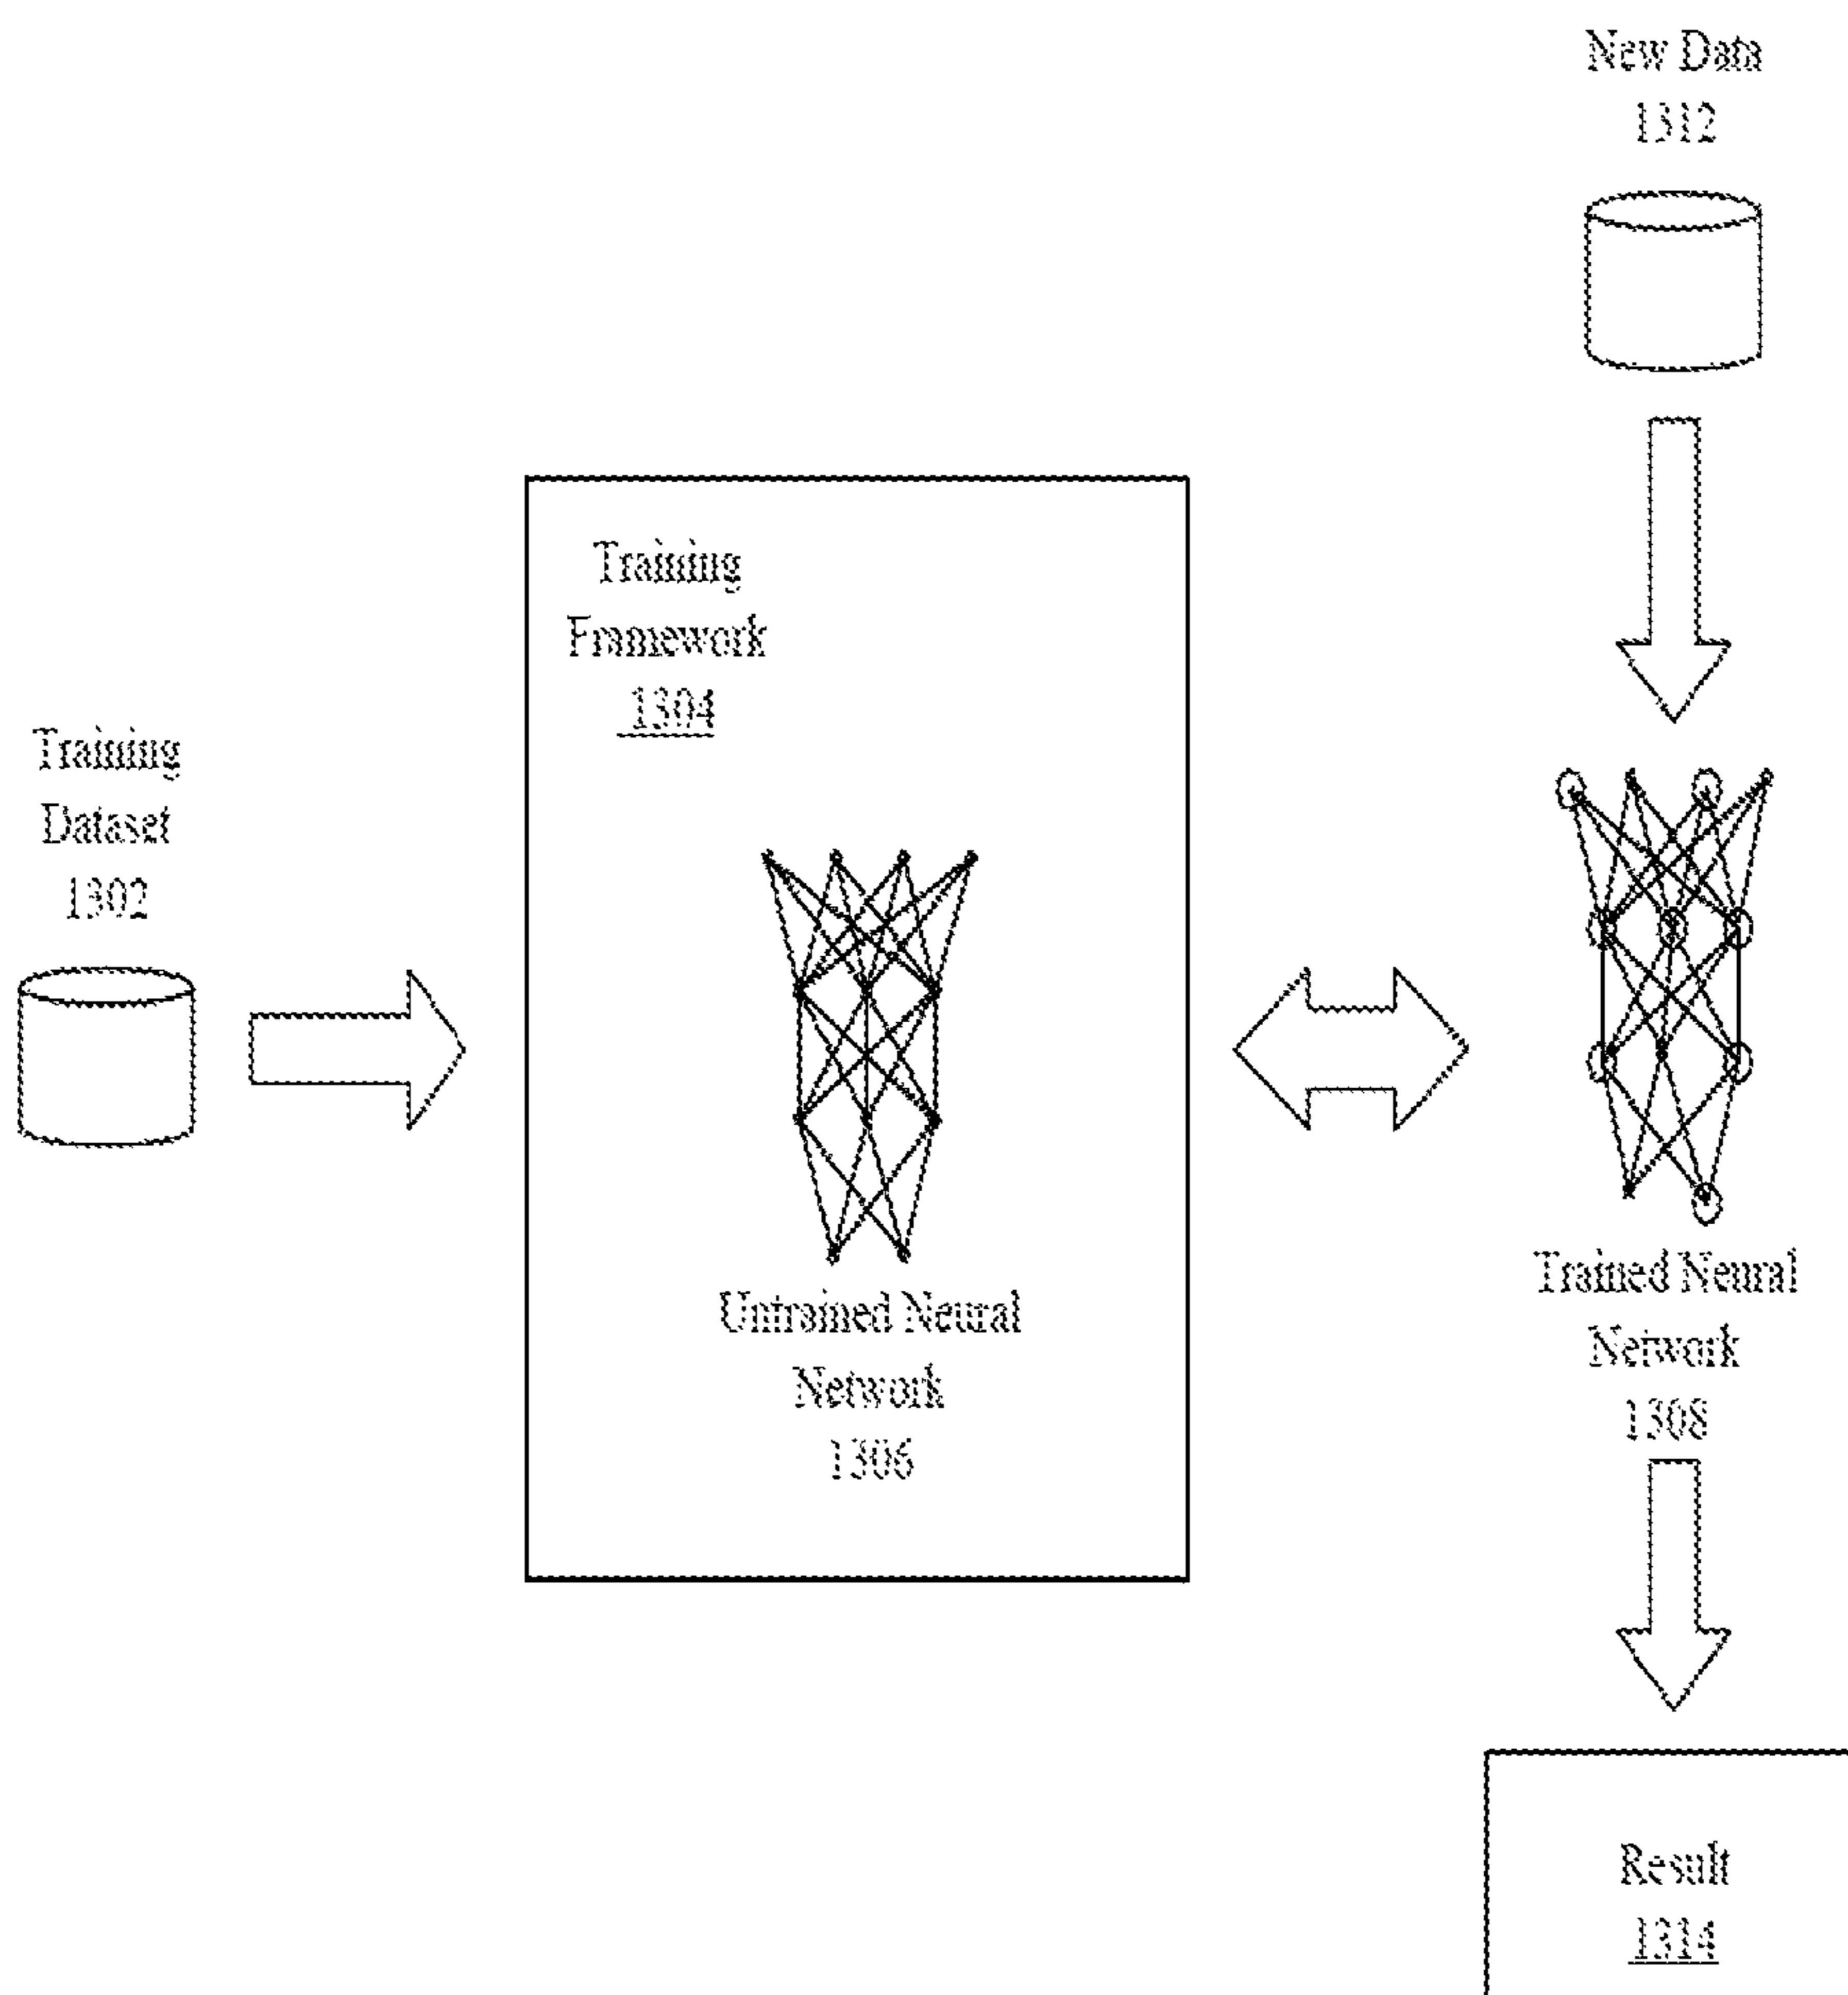 New Data
1312
Training
Framework
1304
Training
Dataset
1302
Untrained Neural
Network
1306
Trained Neural
Network
1308
Result
1314